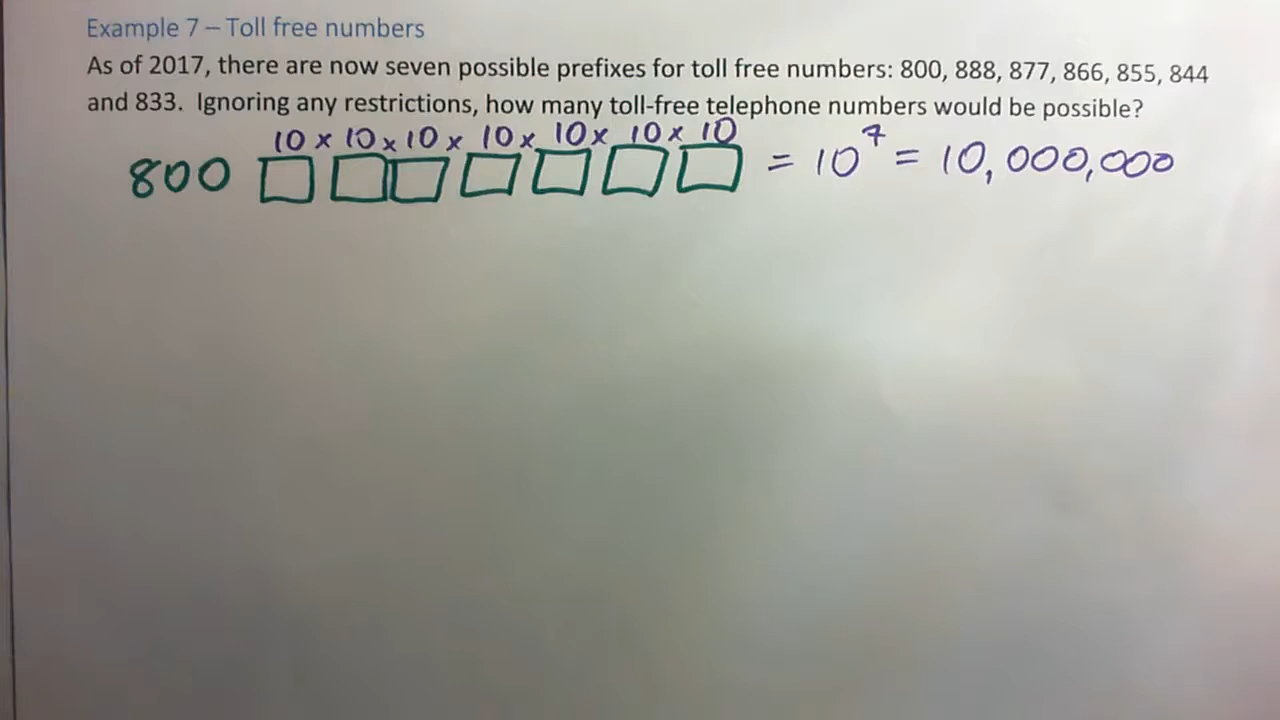 Example 7 – Toll free numbers
As of 2017, there are now seven possible prefixes for toll free numbers: 800, 888, 877, 866, 855, 844
and 833. Ignoring any restrictions, how many toll-free telephone numbers would be possible?
10 x 10 x 10 x 10 x 10 x 10 x 10
800 □ □ □ □ □ □ □ = 10⁷ = 10,000,000